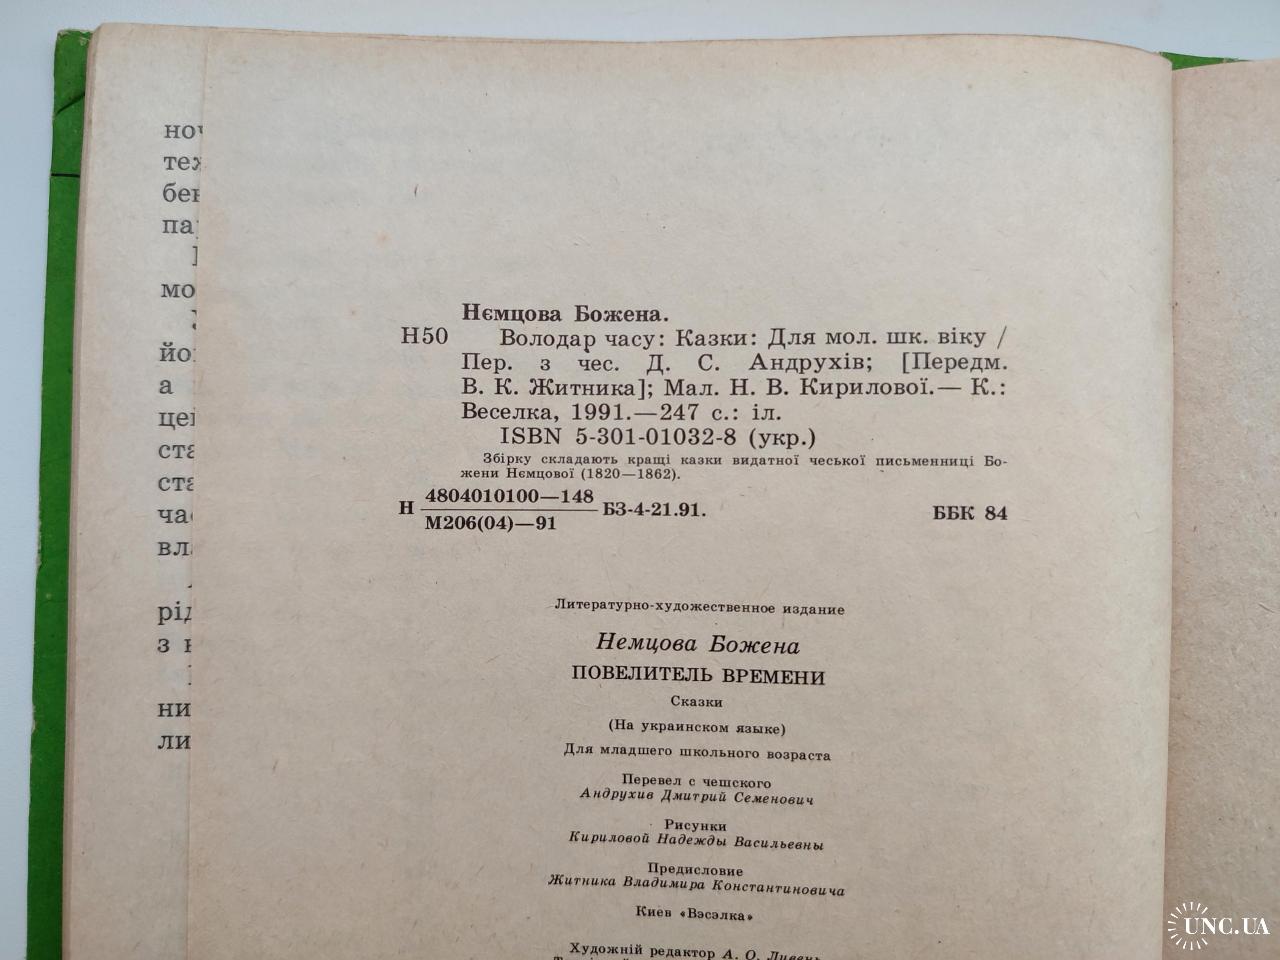 мо
а
ста
з
ни
ли
Нємцова Божена.
Н50 Володар часу: Казки: Для мол. шк. віку /
Пер. з чес. Д. С. Андрухів; [Передм.
В. К. Житника]; Мал. Н. В. Кирилової.— К.:
Веселка, 1991.—247 с.: іл.
ISBN 5-301-01032-8 (укр.)
Збірку складають кращі казки видатної чеської письменниці Бо-
жени Нємцової (1820—1862).
Н 4804010100—148
М206(04)—91 БЗ-4-21.91. ББК 84
Литературно-художественное издание
Немцова Божена
ПОВЕЛИТЕЛЬ ВРЕМЕНИ
Сказки
(На украинском языке)
Для младшего школьного возраста
Перевел с чешского
Андрухив Дмитрий Семенович
Рисунки
Кириловой Надежды Васильевны
Предисловие
Житника Владимира Константиновича
Киев «Вэсэлка»
Художній редактор А. О. Ливень
UNC.UA